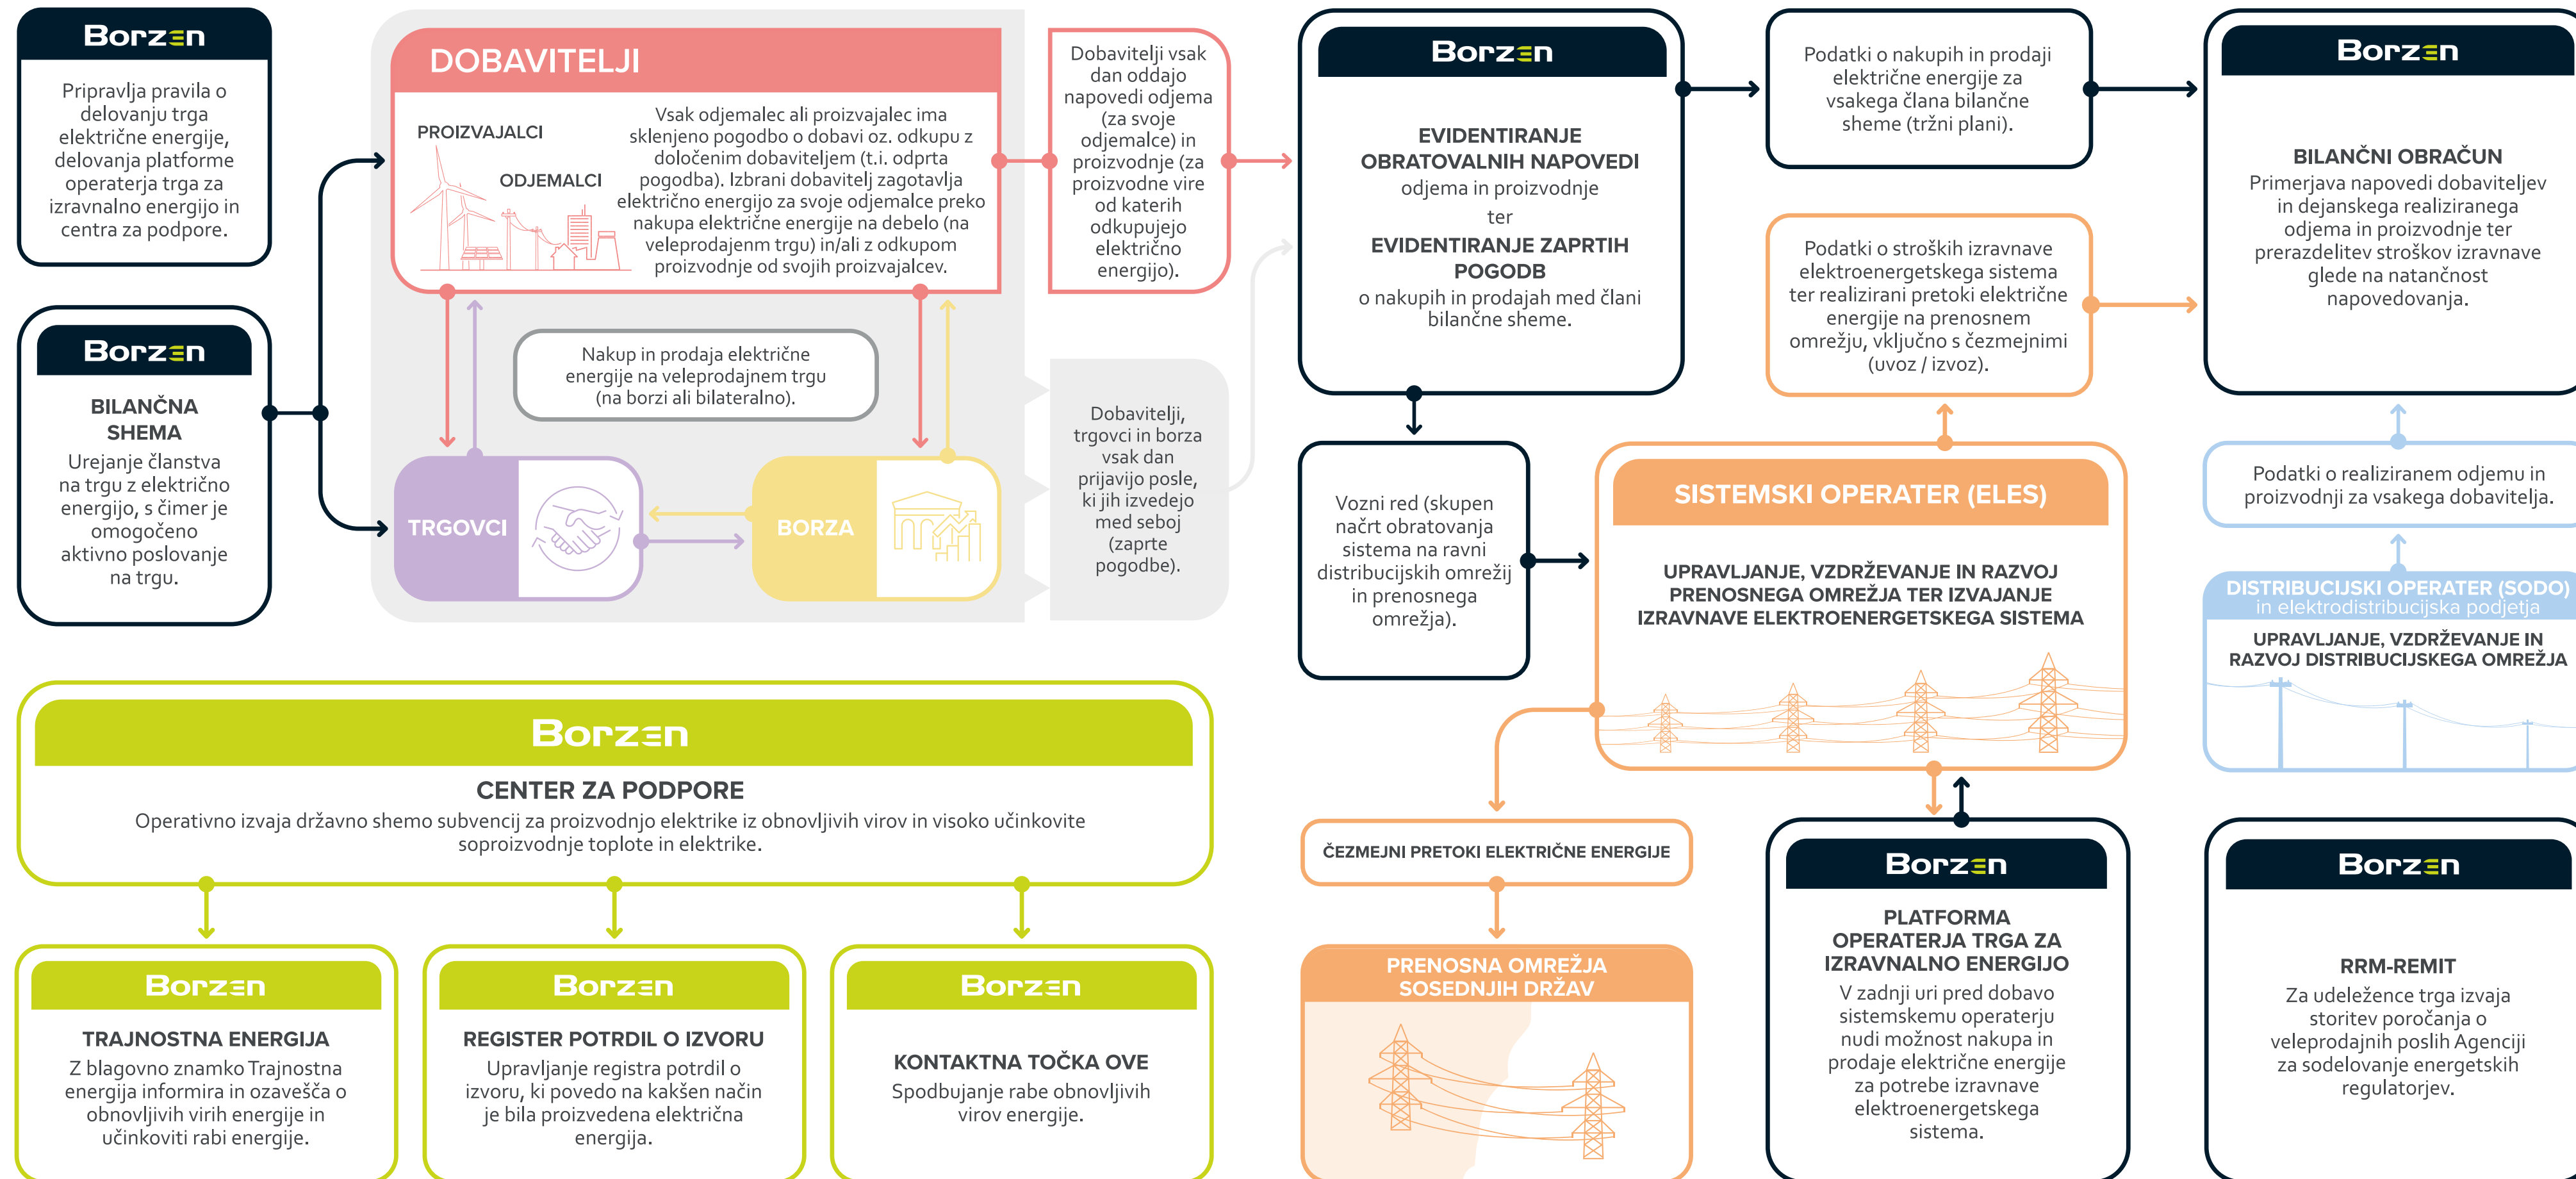 Borzen
Pripravlja pravila o
delovanju trga
električne energije,
delovanja platforme
operaterja trga za
izravnalno energijo in
centra za podpore.
Borzen
BILANČNA
SHEMA
Urejanje članstva
na trgu z električno
energijo, s čimer je
omogočeno
aktivno poslovanje
na trgu.
DOBAVITELJI
PROIZVAJALCI
ODJEMALCI
Vsak odjemalec ali proizvajalec ima
sklenjeno pogodbo o dobavi oz. odkupu z
določenim dobaviteljem (t.i. odprta
pogodba). Izbrani dobavitelj zagotavlja
električno energijo za svoje odjemalce preko
nakupa električne energije na debelo (na
veleprodajenm trgu) in/ali z odkupom
proizvodnje od svojih proizvajalcev.
Nakup in prodaja električne
energije na veleprodajnem trgu
(na borzi ali bilateralno).
TRGOVCI
BORZA
Dobavitelji vsak
dan oddajo
napovedi odjema
(za svoje
odjemalce) in
proizvodnje (za
proizvodne vire
od katerih
odkupujejo
električno
energijo).
Dobavitelji,
trgovci in borza
vsak dan
prijavijo posle,
ki jih izvedejo
med seboj
(zaprte
pogodbe).
Borzen
EVIDENTIRANJE
OBRATOVALNIH NAPOVEDI
odjema in proizvodnje
ter
EVIDENTIRANJE ZAPRTIH
POGODB
o nakupih in prodajah med člani
bilančne sheme.
Podatki o nakupih in prodaji
električne energije za
vsakega člana bilančne
sheme (tržni plani).
Podatki o stroških izravnave
elektroenergetskega sistema
ter realizirani pretoki električne
energije na prenosnem
omrežju, vključno s čezmejnimi
(uvoz / izvoz).
Borzen
BILANČNI OBRAČUN
Primerjava napovedi dobaviteljev
in dejanskega realiziranega
odjema in proizvodnje ter
prerazdelitev stroškov izravnave
glede na natančnost
napovedovanja.
Vozni red (skupen
načrt obratovanja
sistema na ravni
distribucijskih omrežij
in prenosnega
omrežja).
SISTEMSKI OPERATER (ELES)
UPRAVLJANJE, VZDRŽEVANJE IN RAZVOJ
PRENOSNEGA OMREŽJA TER IZVAJANJE
IZRAVNAVE ELEKTROENERGETSKEGA SISTEMA
Podatki o realiziranem odjemu in
proizvodnji za vsakega dobavitelja.
DISTRIBUCIJSKI OPERATER (SODO)
in elektrodistribucijska podjetja
UPRAVLJANJE, VZDRŽEVANJE IN
RAZVOJ DISTRIBUCIJSKEGA OMREŽJA
Borzen
CENTER ZA PODPORE
Operativno izvaja državno shemo subvencij za proizvodnjo elektrike iz obnovljivih virov in visoko učinkovite
soproizvodnje toplote in elektrike.
Borzen
TRAJNOSTNA ENERGIJA
Z blagovno znamko Trajnostna
energija informira in ozavešča o
obnovljivih virih energije in
učinkoviti rabi energije.
Borzen
REGISTER POTRDIL O IZVORU
Upravljanje registra potrdil o
izvoru, ki povedo na kakšen način
je bila proizvedena električna
energija.
Borzen
KONTAKTNA TOČKA OVE
Spodbujanje rabe obnovljivih
virov energije.
ČEZMEJNI PRETOKI ELEKTRIČNE ENERGIJE
PRENOSNA OMREŽJA
SOSEDNJIH DRŽAV
Borzen
PLATFORMA
OPERATERJA TRGA ZA
IZRAVNALNO ENERGIJO
V zadnji uri pred dobavo
sistemskemu operaterju
nudi možnost nakupa in
prodaje električne energije
za potrebe izravnave
elektroenergetskega
sistema.
Borzen
RRM-REMIT
Za udeležence trga izvaja
storitev poročanja o
veleprodajnih poslih Agenciji
za sodelovanje energetskih
regulatorjev.